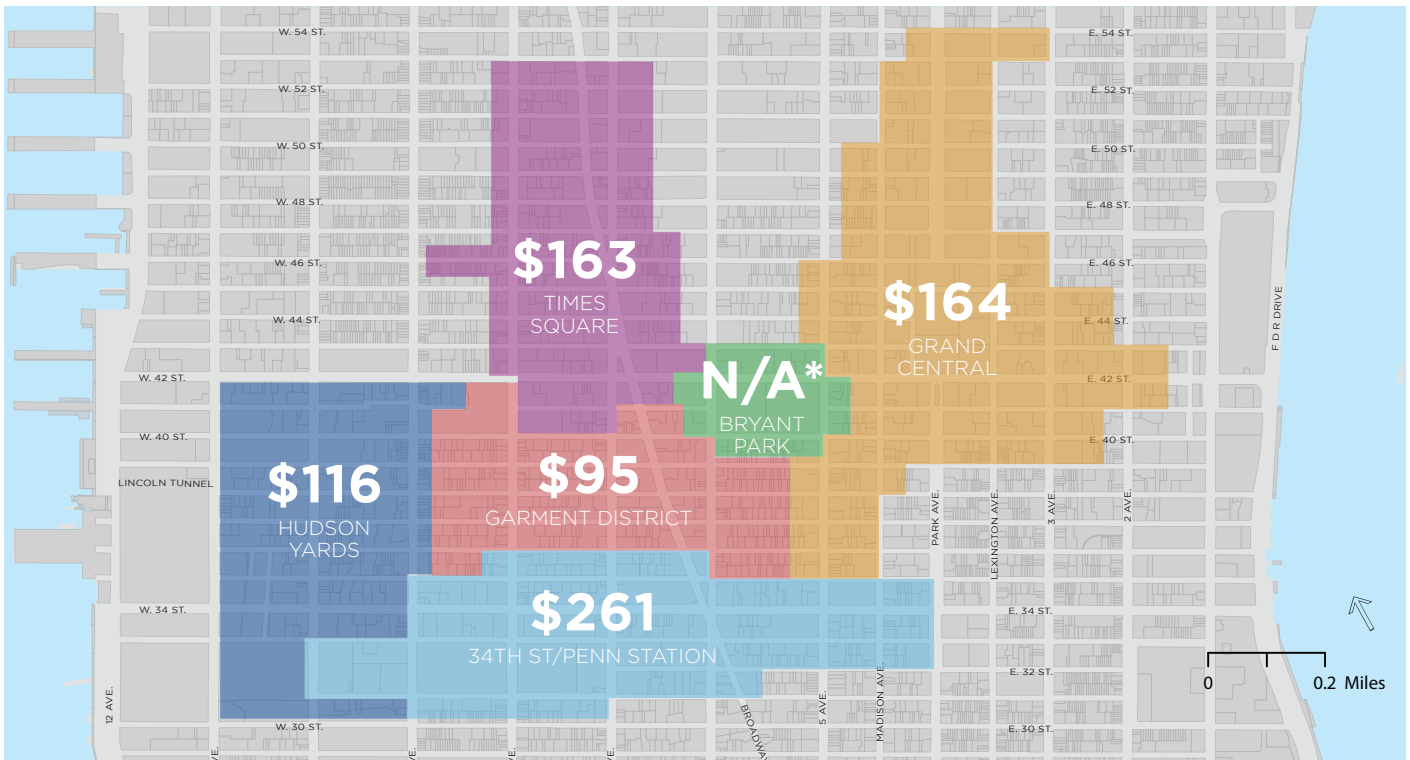 W. 54 ST.
E. 54 ST.
W. 52 ST.
E. 52 ST.
W. 50 ST.
E. 50 ST.
W. 48 ST.
E. 48 ST.
W. 46 ST.
E. 46 ST.
$163
TIMES
SQUARE
$164
GRAND
CENTRAL
W. 44 ST.
E. 44 ST.
F D R DRIVE
W. 42 ST.
E. 42 ST.
N/A*
BRYANT
PARK
W. 40 ST.
E. 40 ST.
LINCOLN TUNNEL
$116
HUDSON
YARDS
$95
GARMENT DISTRICT
PARK AVE.
LEXINGTON AVE.
3 AVE.
2 AVE.
W. 34 ST.
E. 34 ST.
$261
34TH ST/PENN STATION
E. 32 ST.
12 AVE.
5 AVE.
MADISON AVE.
0
0.2 Miles
W. 30 ST.
E. 30 ST.
BROADWAY
VE.
VE.
VE.
VE.